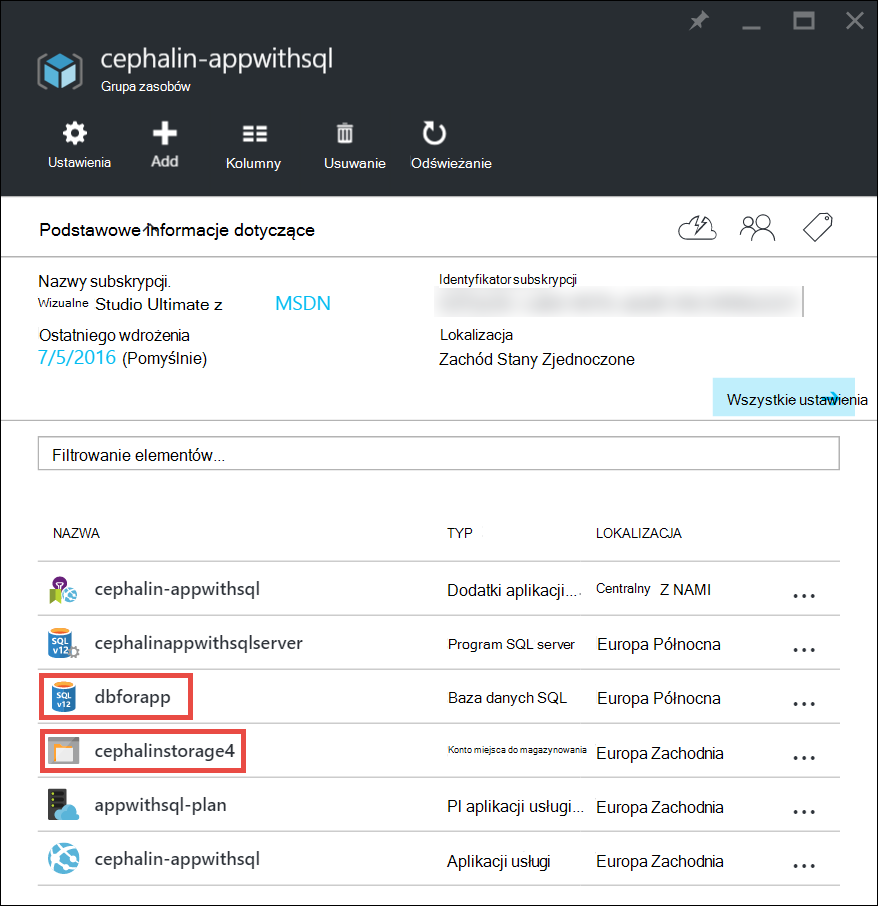 cephalin-appwithsql
Grupa zasobów
Ustawienia Add Kolumny Usuwanie Odświeżanie
Podstawowe informacje dotyczące
Nazwy subskrypcji. Identyfikator subskrypcji
Wizualne Studio Ultimate z MSDN
Ostatniego wdrożenia Lokalizacja
7/5/2016 (Pomyślnie) Zachód Stany Zjednoczone
Wszystkie ustawienia
Filtrowanie elementów...
NAZWA TYP LOKALIZACJA
cephalin-appwithsql Dodatki aplikacji... Centralny Z NAMI ...
cephalinappwithsqlserver Program SQL server Europa Północna ...
dbforapp Baza danych SQL Europa Północna ...
cephalinstorage4 Konto miejsca do magazynowania Europa Zachodnia ...
appwithsql-plan Pl aplikacji usługi... Europa Zachodnia ...
cephalin-appwithsql Aplikacji usługi Europa Zachodnia ...